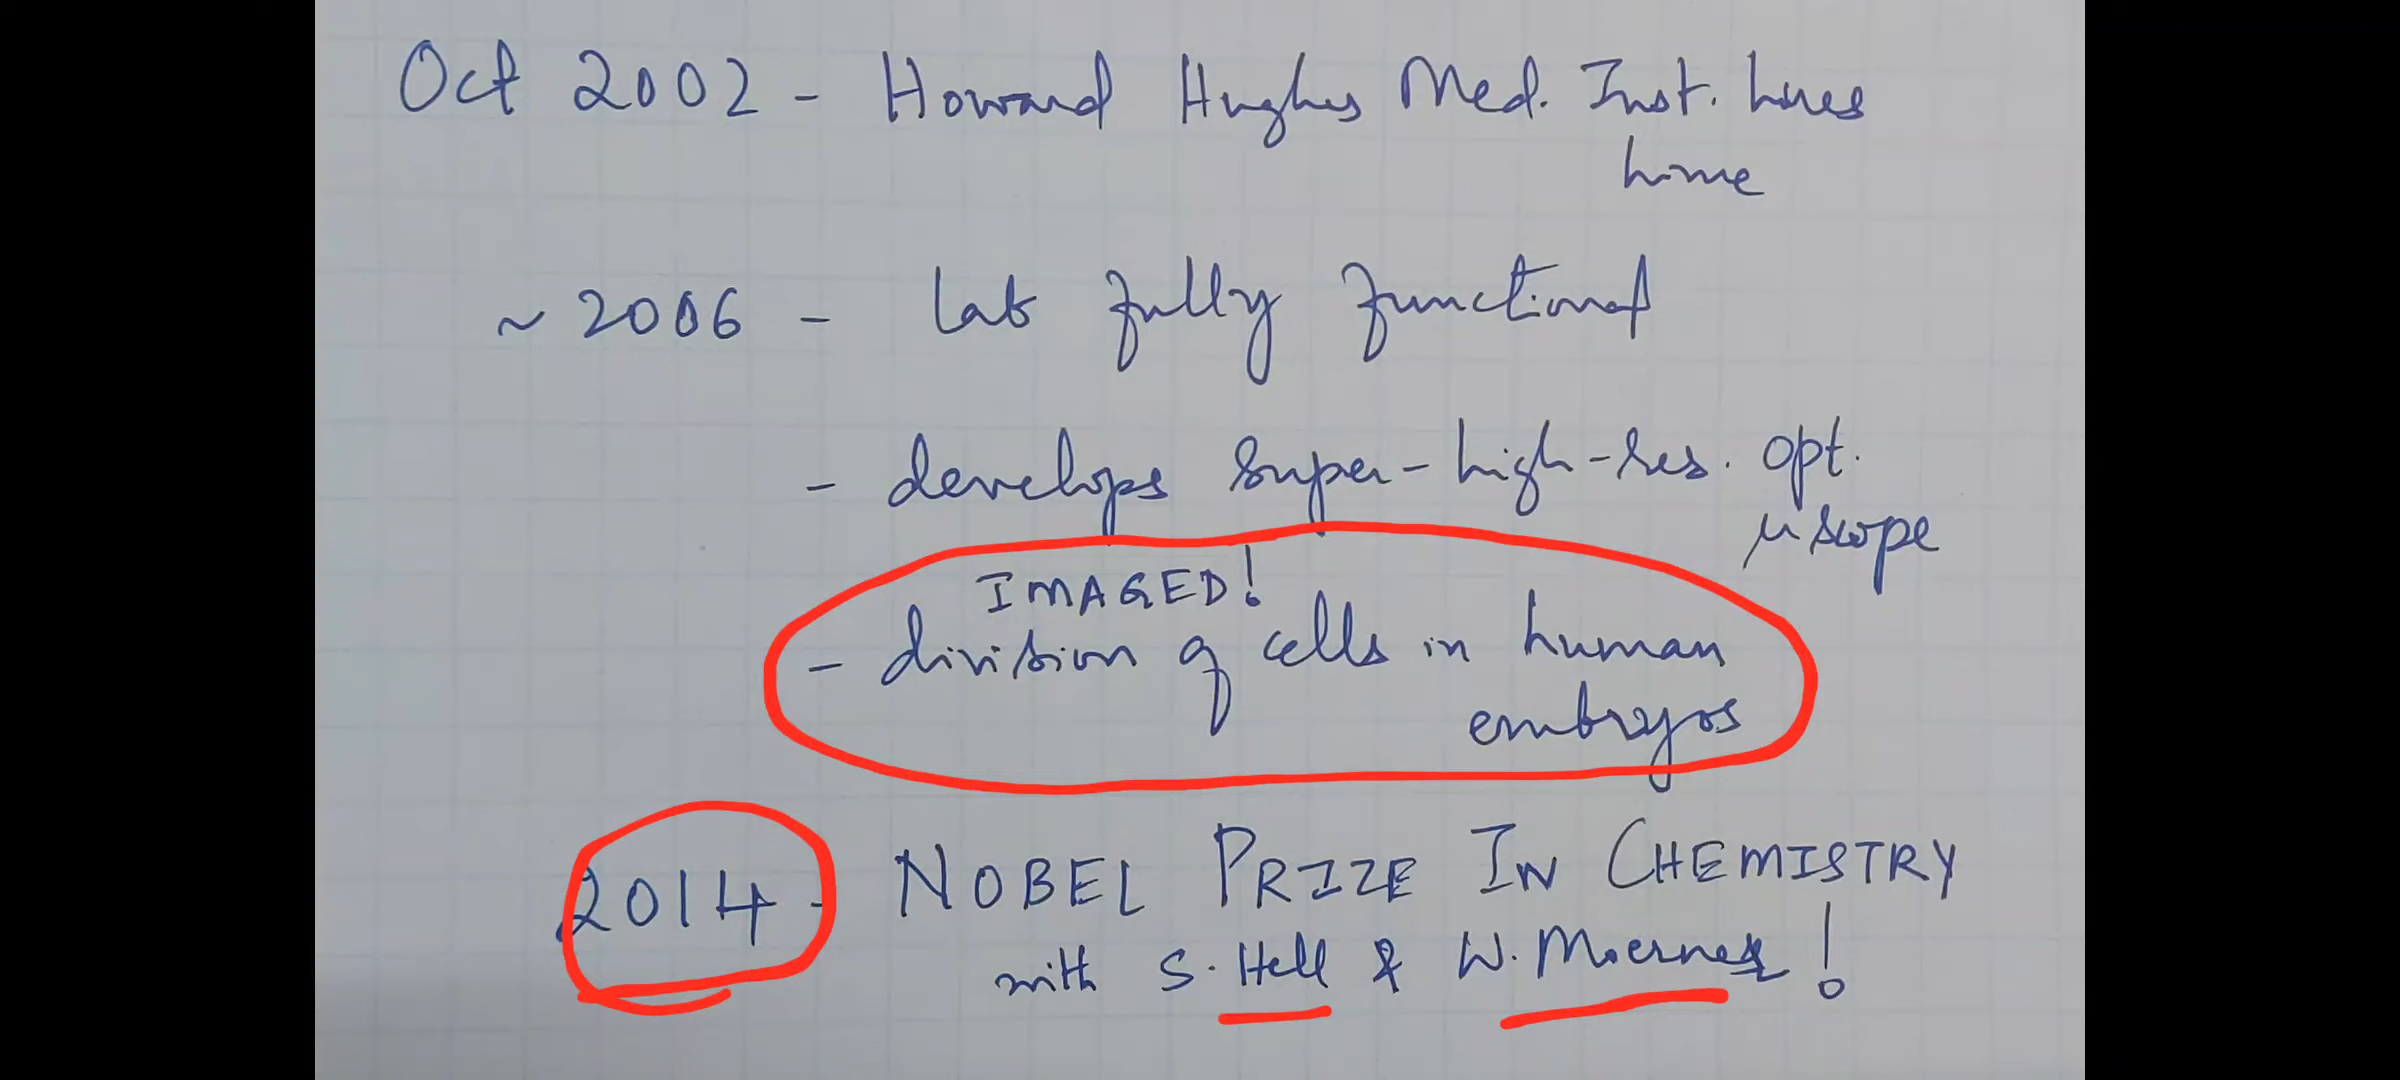 Oct 2002 - Howard Hughes Med. Inst. hires
home
~ 2006 - lab fully functional
- develops super-high-res. opt.
μscope
IMAGED!
- division of cells in human
embryos
2014 - NOBEL PRIZE IN CHEMISTRY
with S. Hell & W. Moerner!